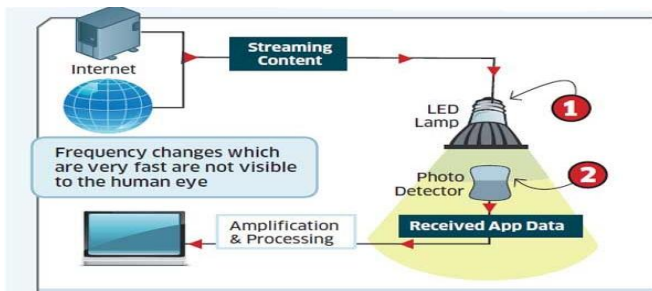 Internet
Streaming
Content
LED
Lamp
1
Frequency changes which
are very fast are not visible
to the human eye
Photo
Detector
2
Amplification
& Processing
Received App Data